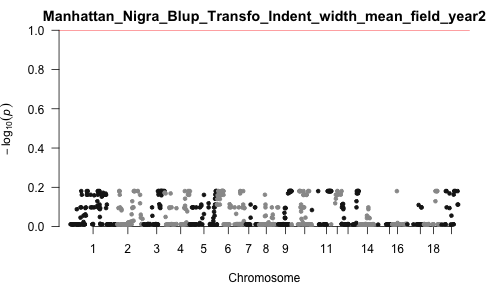 Manhattan_Nigra_Blup_Transfo_Indent_width_mean_field_year2
1.0
0.8
0.6
0.4
0.2
0.0
− log₁₀(p)
1 2 3 4 5 6 7 8 9 11 14 16 18
Chromosome